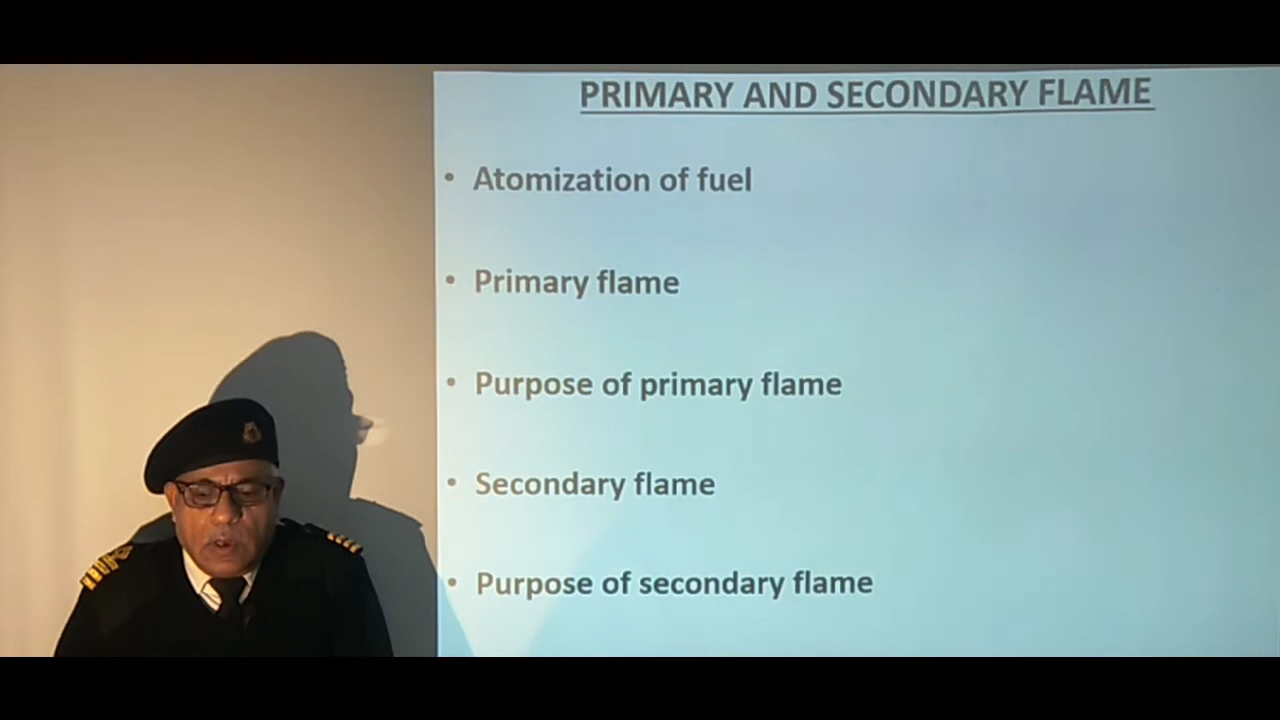 PRIMARY AND SECONDARY FLAME
• Atomization of fuel
• Primary flame
• Purpose of primary flame
• Secondary flame
• Purpose of secondary flame